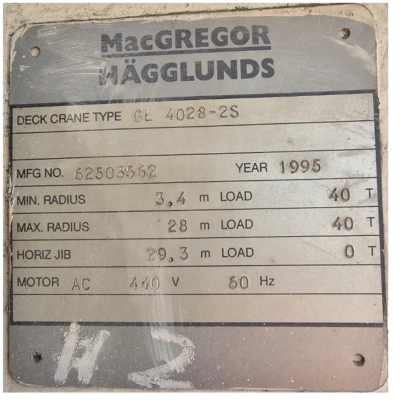 MacGREGOR
HÄGGLUNDS
DECK CRANE TYPE GL 4028-2S
MFG NO. 62503562 YEAR 1995
MIN. RADIUS 3,4 m LOAD 40 T
MAX. RADIUS 28 m LOAD 40 T
HORIZ JIB 29,3 m LOAD 0 T
MOTOR AC 440 V 60 Hz
H 2